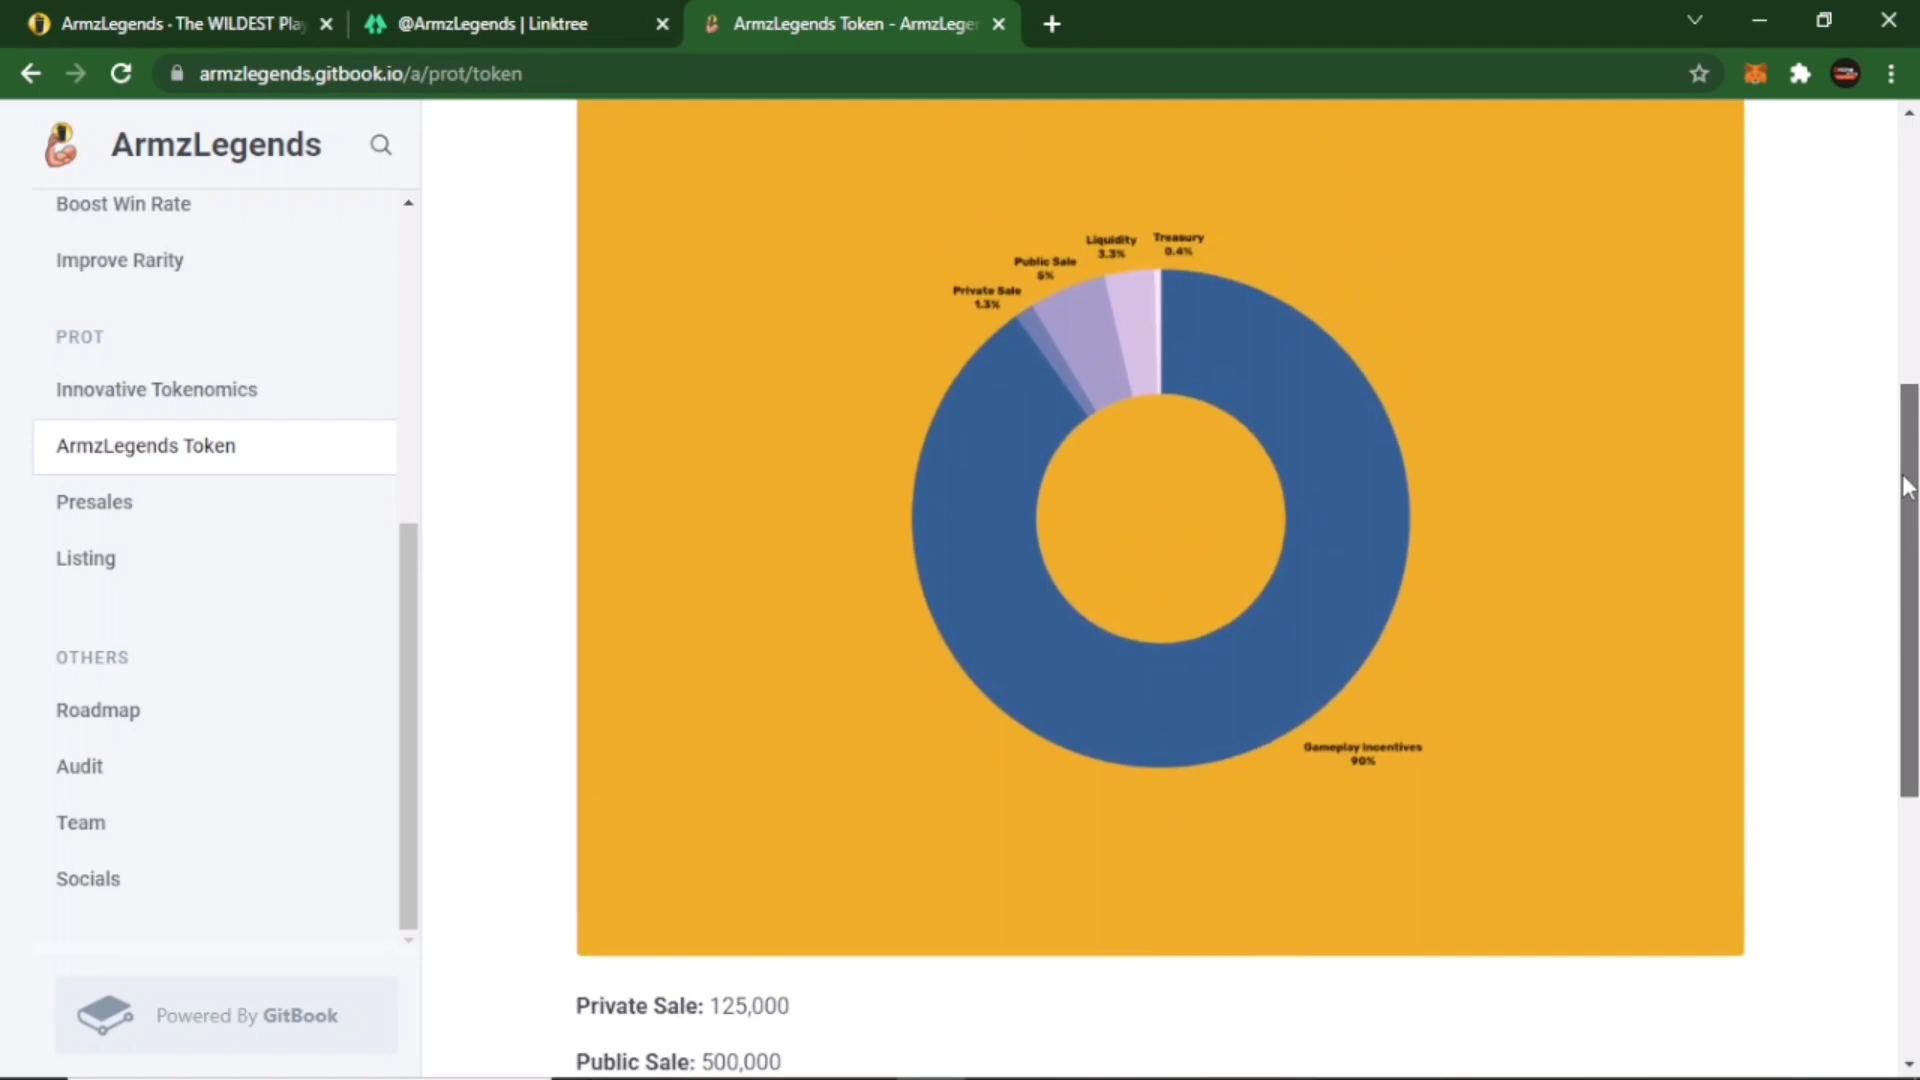 ArmzLegends - The WILDEST Pla
@ArmzLegends | Linktree
ArmzLegends Token - ArmzLegen
armzlegends.gitbook.io/a/prot/token
ArmzLegends
Boost Win Rate
Improve Rarity
PROT
Innovative Tokenomics
ArmzLegends Token
Presales
Listing
OTHERS
Roadmap
Audit
Team
Socials
Powered By GitBook
Liquidity
3.3%
Treasury
0.4%
Public Sale
5%
Private Sale
1.3%
Gameplay Incentives
90%
Private Sale: 125,000
Public Sale: 500,000